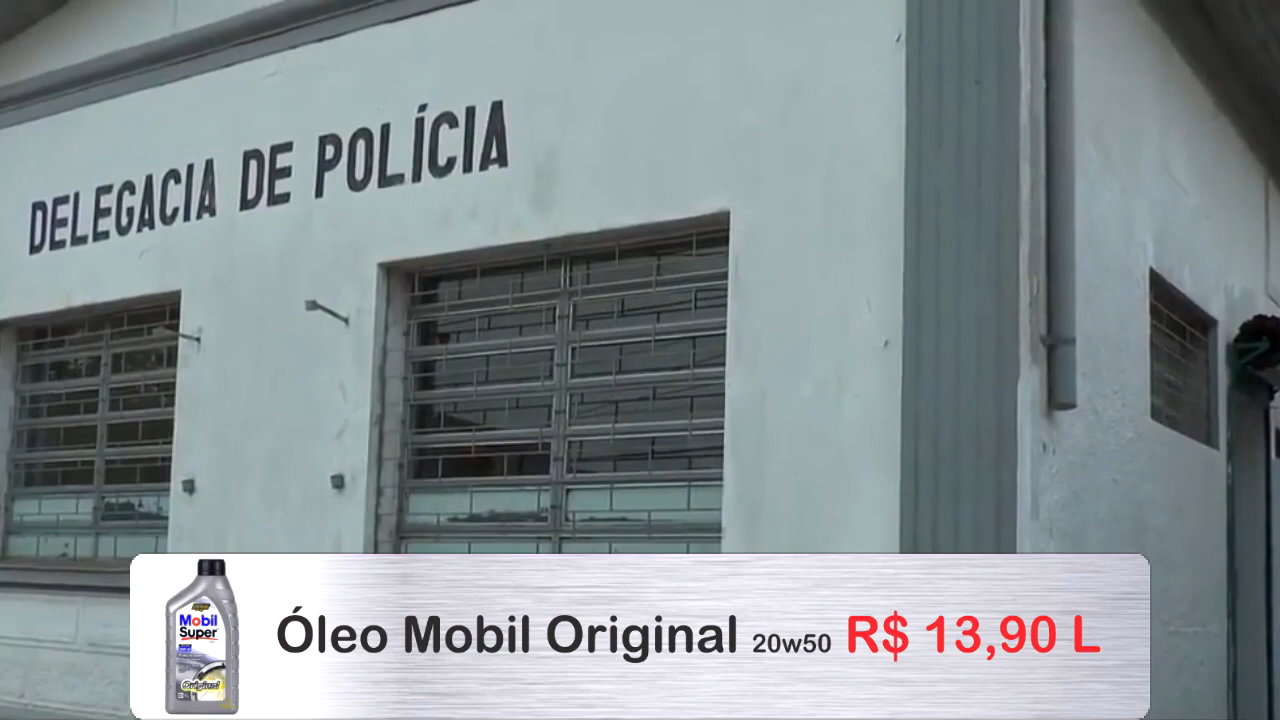 DELEGACIA DE POLÍCIA
Óleo Mobil Original 20w50 R$ 13,90 L
Mobil
Super
Original